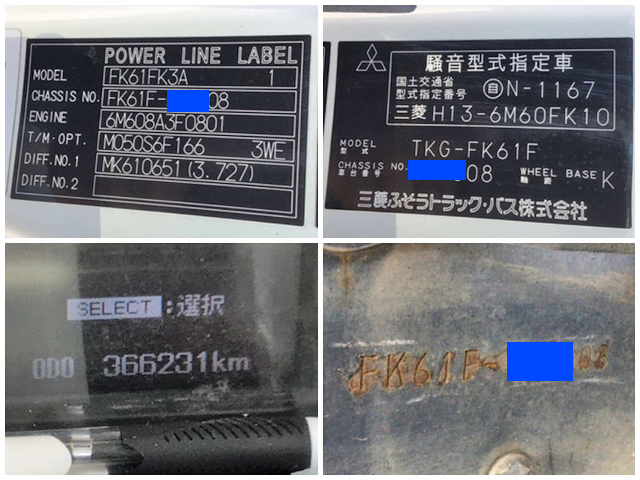 POWER LINE LABEL
MODEL FK61FK3A 1
CHASSIS NO. FK61F- 08
ENGINE 6M608A3F0801
T/M·OPT. M050S6F166 3WE
DIFF.NO.1 MK610651(3.727)
DIFF.NO.2
騒音型式指定車
国土交通省
型式指定番号 自N-1167
三菱 H13-6M60FK10
MODEL
型式 TKG-FK61F
CHASSIS NO.
車台番号 08
WHEEL BASE
軸距 K
三菱ふそうトラック・バス株式会社
SELECT:選択
ODO 366231km
FK61F- 08